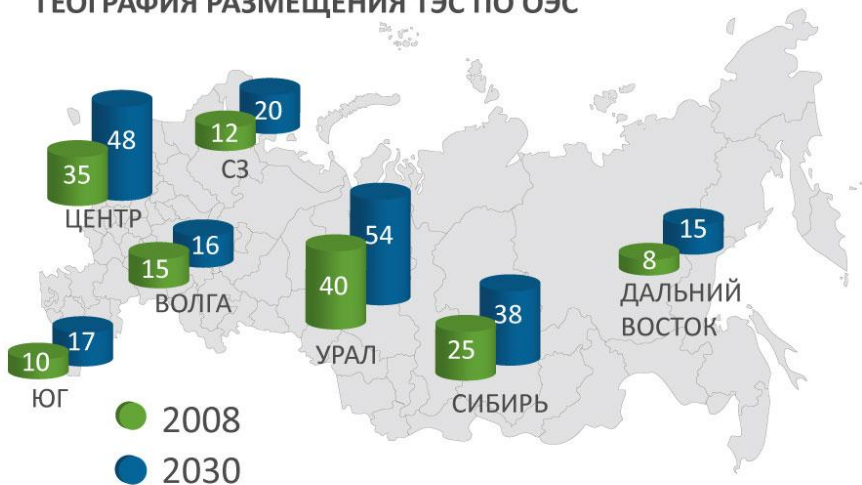 ГЕОГРАФИЯ РАЗМЕЩЕНИЯ ТЭС ПО ОЭС
20
48
12
35
СЗ
ЦЕНТР
16
54
15
15
8
ВОЛГА
40
ДАЛЬНИЙ
ВОСТОК
38
17
10
25
УРАЛ
ЮГ
СИБИРЬ
2008
2030